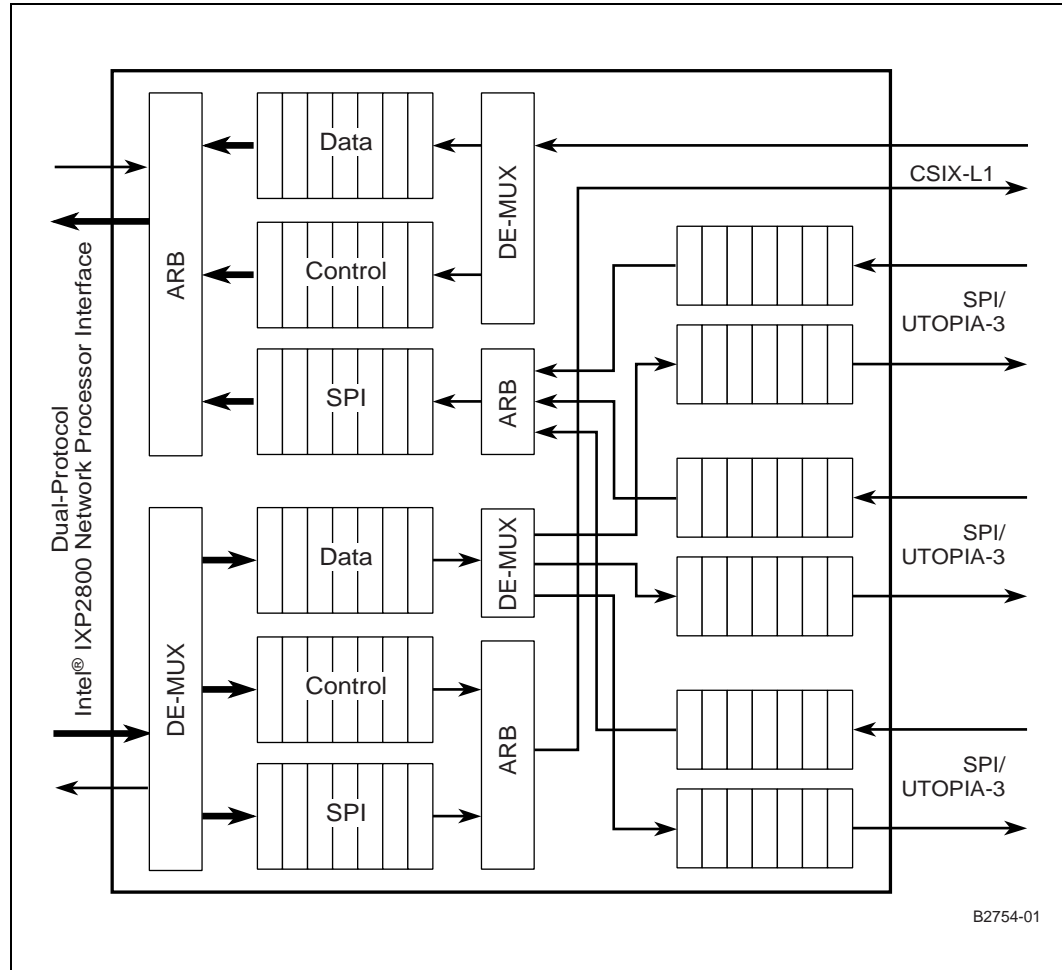 Dual-Protocol
Intel® IXP2800 Network Processor Interface
ARB
Data
Control
SPI
DE-MUX
ARB
CSIX-L1
SPI/
UTOPIA-3
SPI/
UTOPIA-3
SPI/
UTOPIA-3
DE-MUX
Data
Control
SPI
DE-MUX
ARB
B2754-01